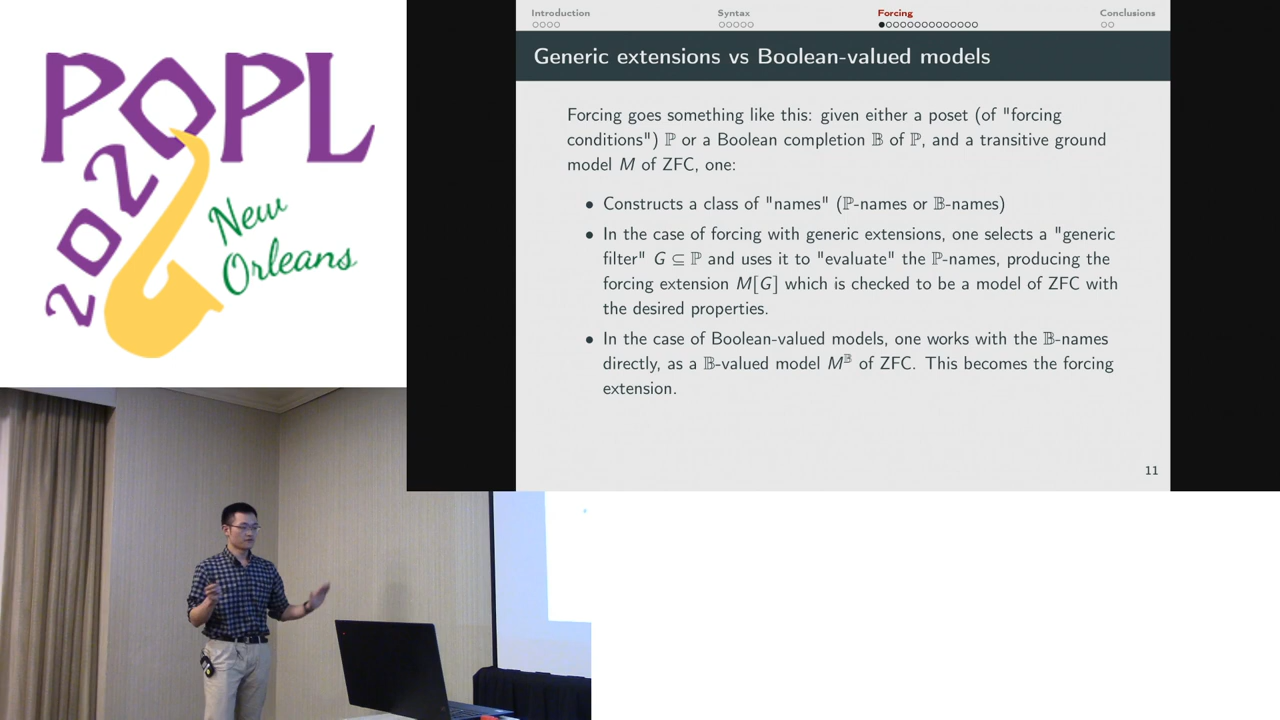 POPL
2020
New
Orleans
Introduction Syntax Forcing Conclusions
Generic extensions vs Boolean-valued models
Forcing goes something like this: given either a poset (of "forcing
conditions") ℙ or a Boolean completion 𝔹 of ℙ, and a transitive ground
model M of ZFC, one:
• Constructs a class of "names" (ℙ-names or 𝔹-names)
• In the case of forcing with generic extensions, one selects a "generic
filter" G ⊆ ℙ and uses it to "evaluate" the ℙ-names, producing the
forcing extension M[G] which is checked to be a model of ZFC with
the desired properties.
• In the case of Boolean-valued models, one works with the 𝔹-names
directly, as a 𝔹-valued model M^𝔹 of ZFC. This becomes the forcing
extension.
11